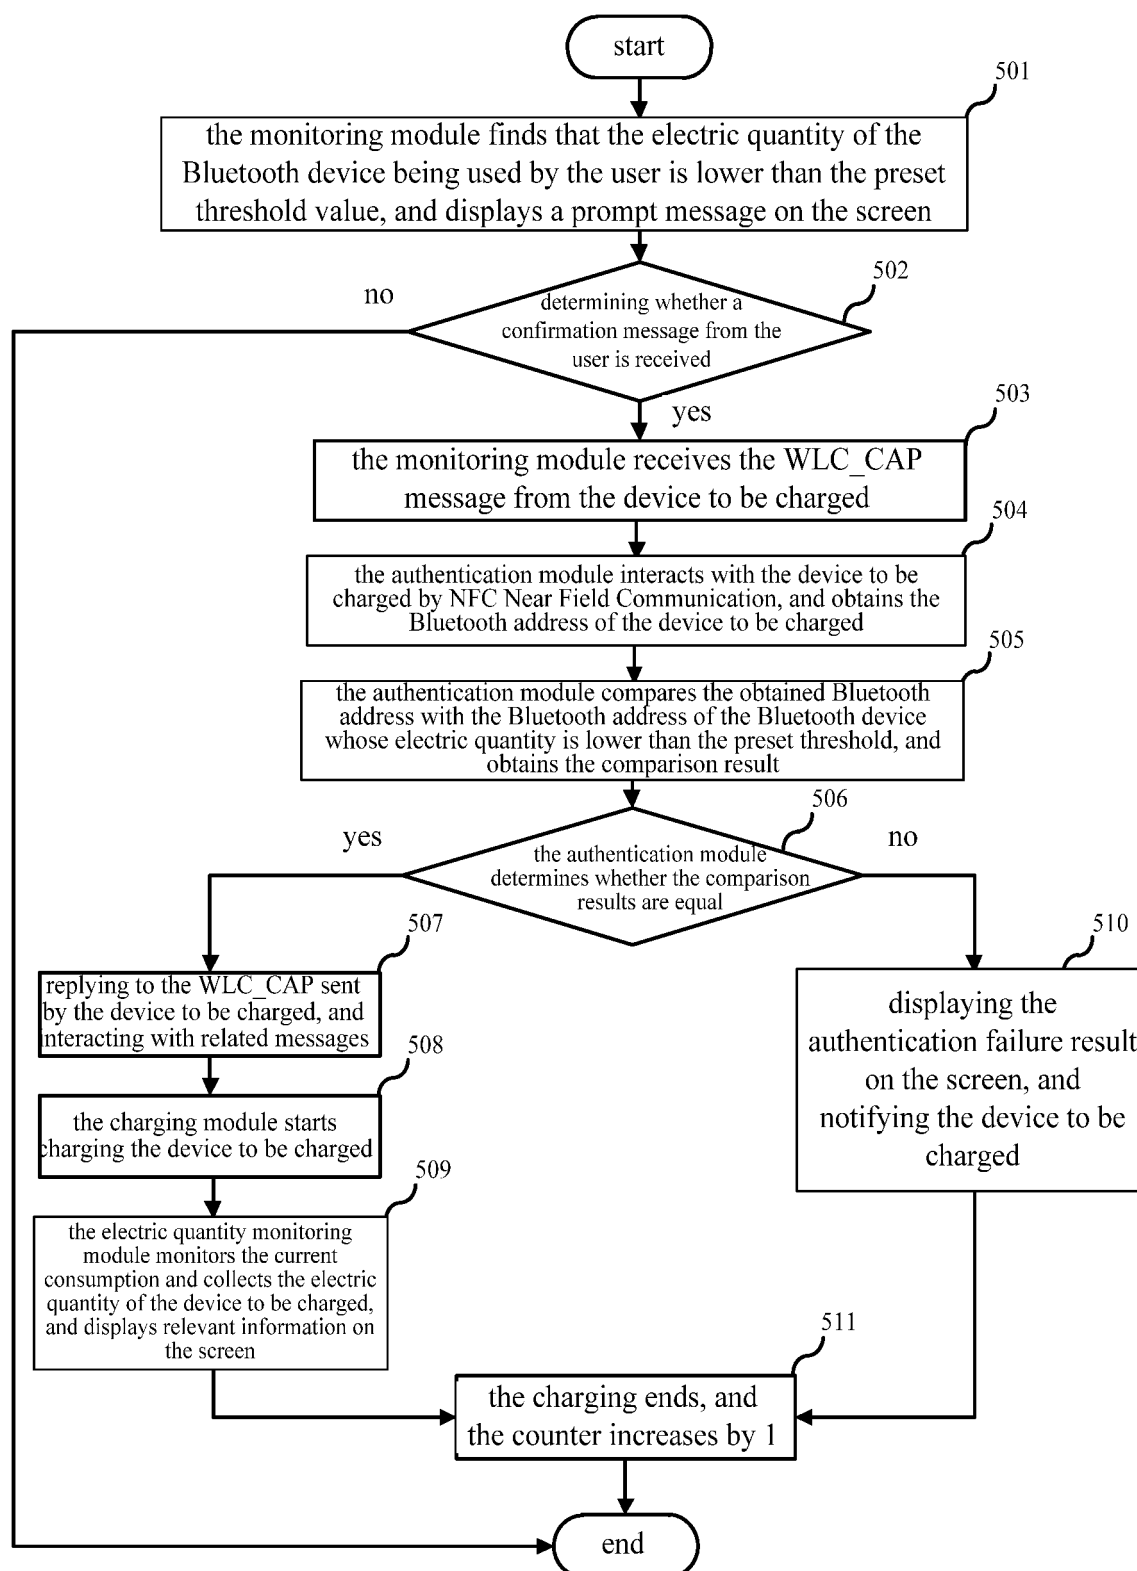 start
501
the monitoring module finds that the electric quantity of the
Bluetooth device being used by the user is lower than the preset
threshold value, and displays a prompt message on the screen
502
no
determining whether a
confirmation message from the
user is received
yes
503
the monitoring module receives the WLC_CAP
message from the device to be charged
504
the authentication module interacts with the device to be
charged by NFC Near Field Communication, and obtains the
Bluetooth address of the device to be charged
505
the authentication module compares the obtained Bluetooth
address with the Bluetooth address of the Bluetooth device
whose electric quantity is lower than the preset threshold, and
obtains the comparison result
506
yes
no
the authentication module
determines whether the comparison
results are equal
507
replying to the WLC_CAP sent
by the device to be charged, and
interacting with related messages
510
displaying the
authentication failure result
on the screen, and
notifying the device to be
charged
508
the charging module starts
charging the device to be charged
509
the electric quantity monitoring
module monitors the current
consumption and collects the electric
quantity of the device to be charged,
and displays relevant information on
the screen
511
the charging ends, and
the counter increases by 1
end